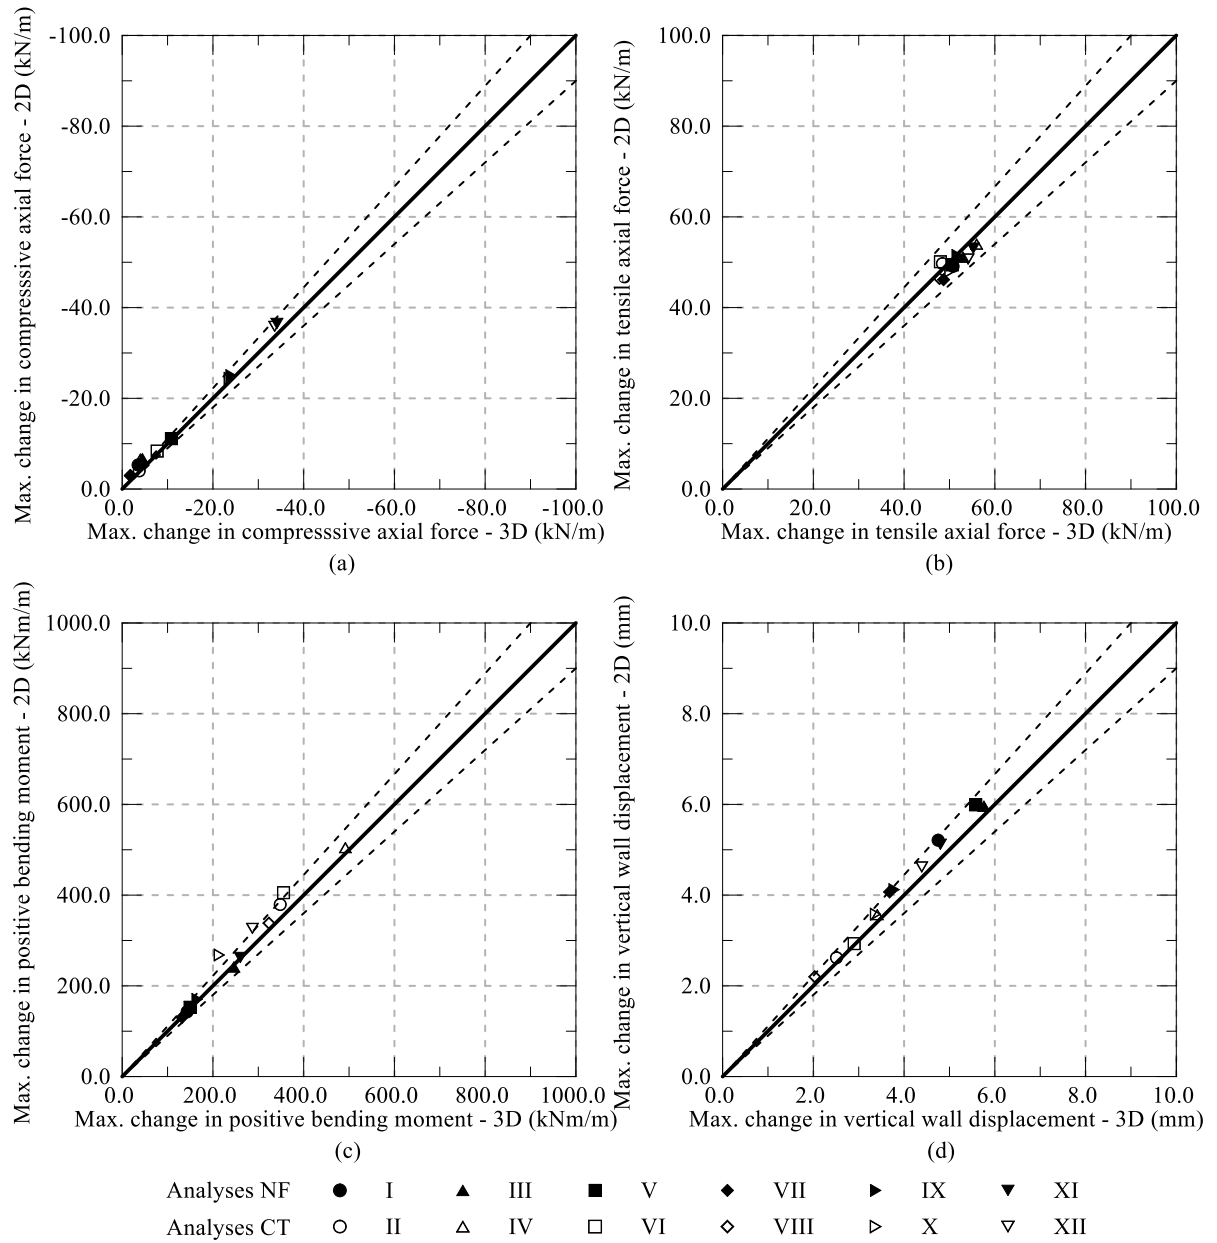 Max. change in compresssive axial force - 2D (kN/m)
-100.0
-80.0
-60.0
-40.0
-20.0
0.0
0.0 -20.0 -40.0 -60.0 -80.0 -100.0
Max. change in compresssive axial force - 3D (kN/m)
(a)
Max. change in tensile axial force - 2D (kN/m)
100.0
80.0
60.0
40.0
20.0
0.0
0.0 20.0 40.0 60.0 80.0 100.0
Max. change in tensile axial force - 3D (kN/m)
(b)
Max. change in positive bending moment - 2D (kNm/m)
1000.0
800.0
600.0
400.0
200.0
0.0
0.0 200.0 400.0 600.0 800.0 1000.0
Max. change in positive bending moment - 3D (kNm/m)
(c)
Max. change in vertical wall displacement - 2D (mm)
10.0
8.0
6.0
4.0
2.0
0.0
0.0 2.0 4.0 6.0 8.0 10.0
Max. change in vertical wall displacement - 3D (mm)
(d)
Analyses NF I III V VII IX XI
Analyses CT II IV VI VIII X XII